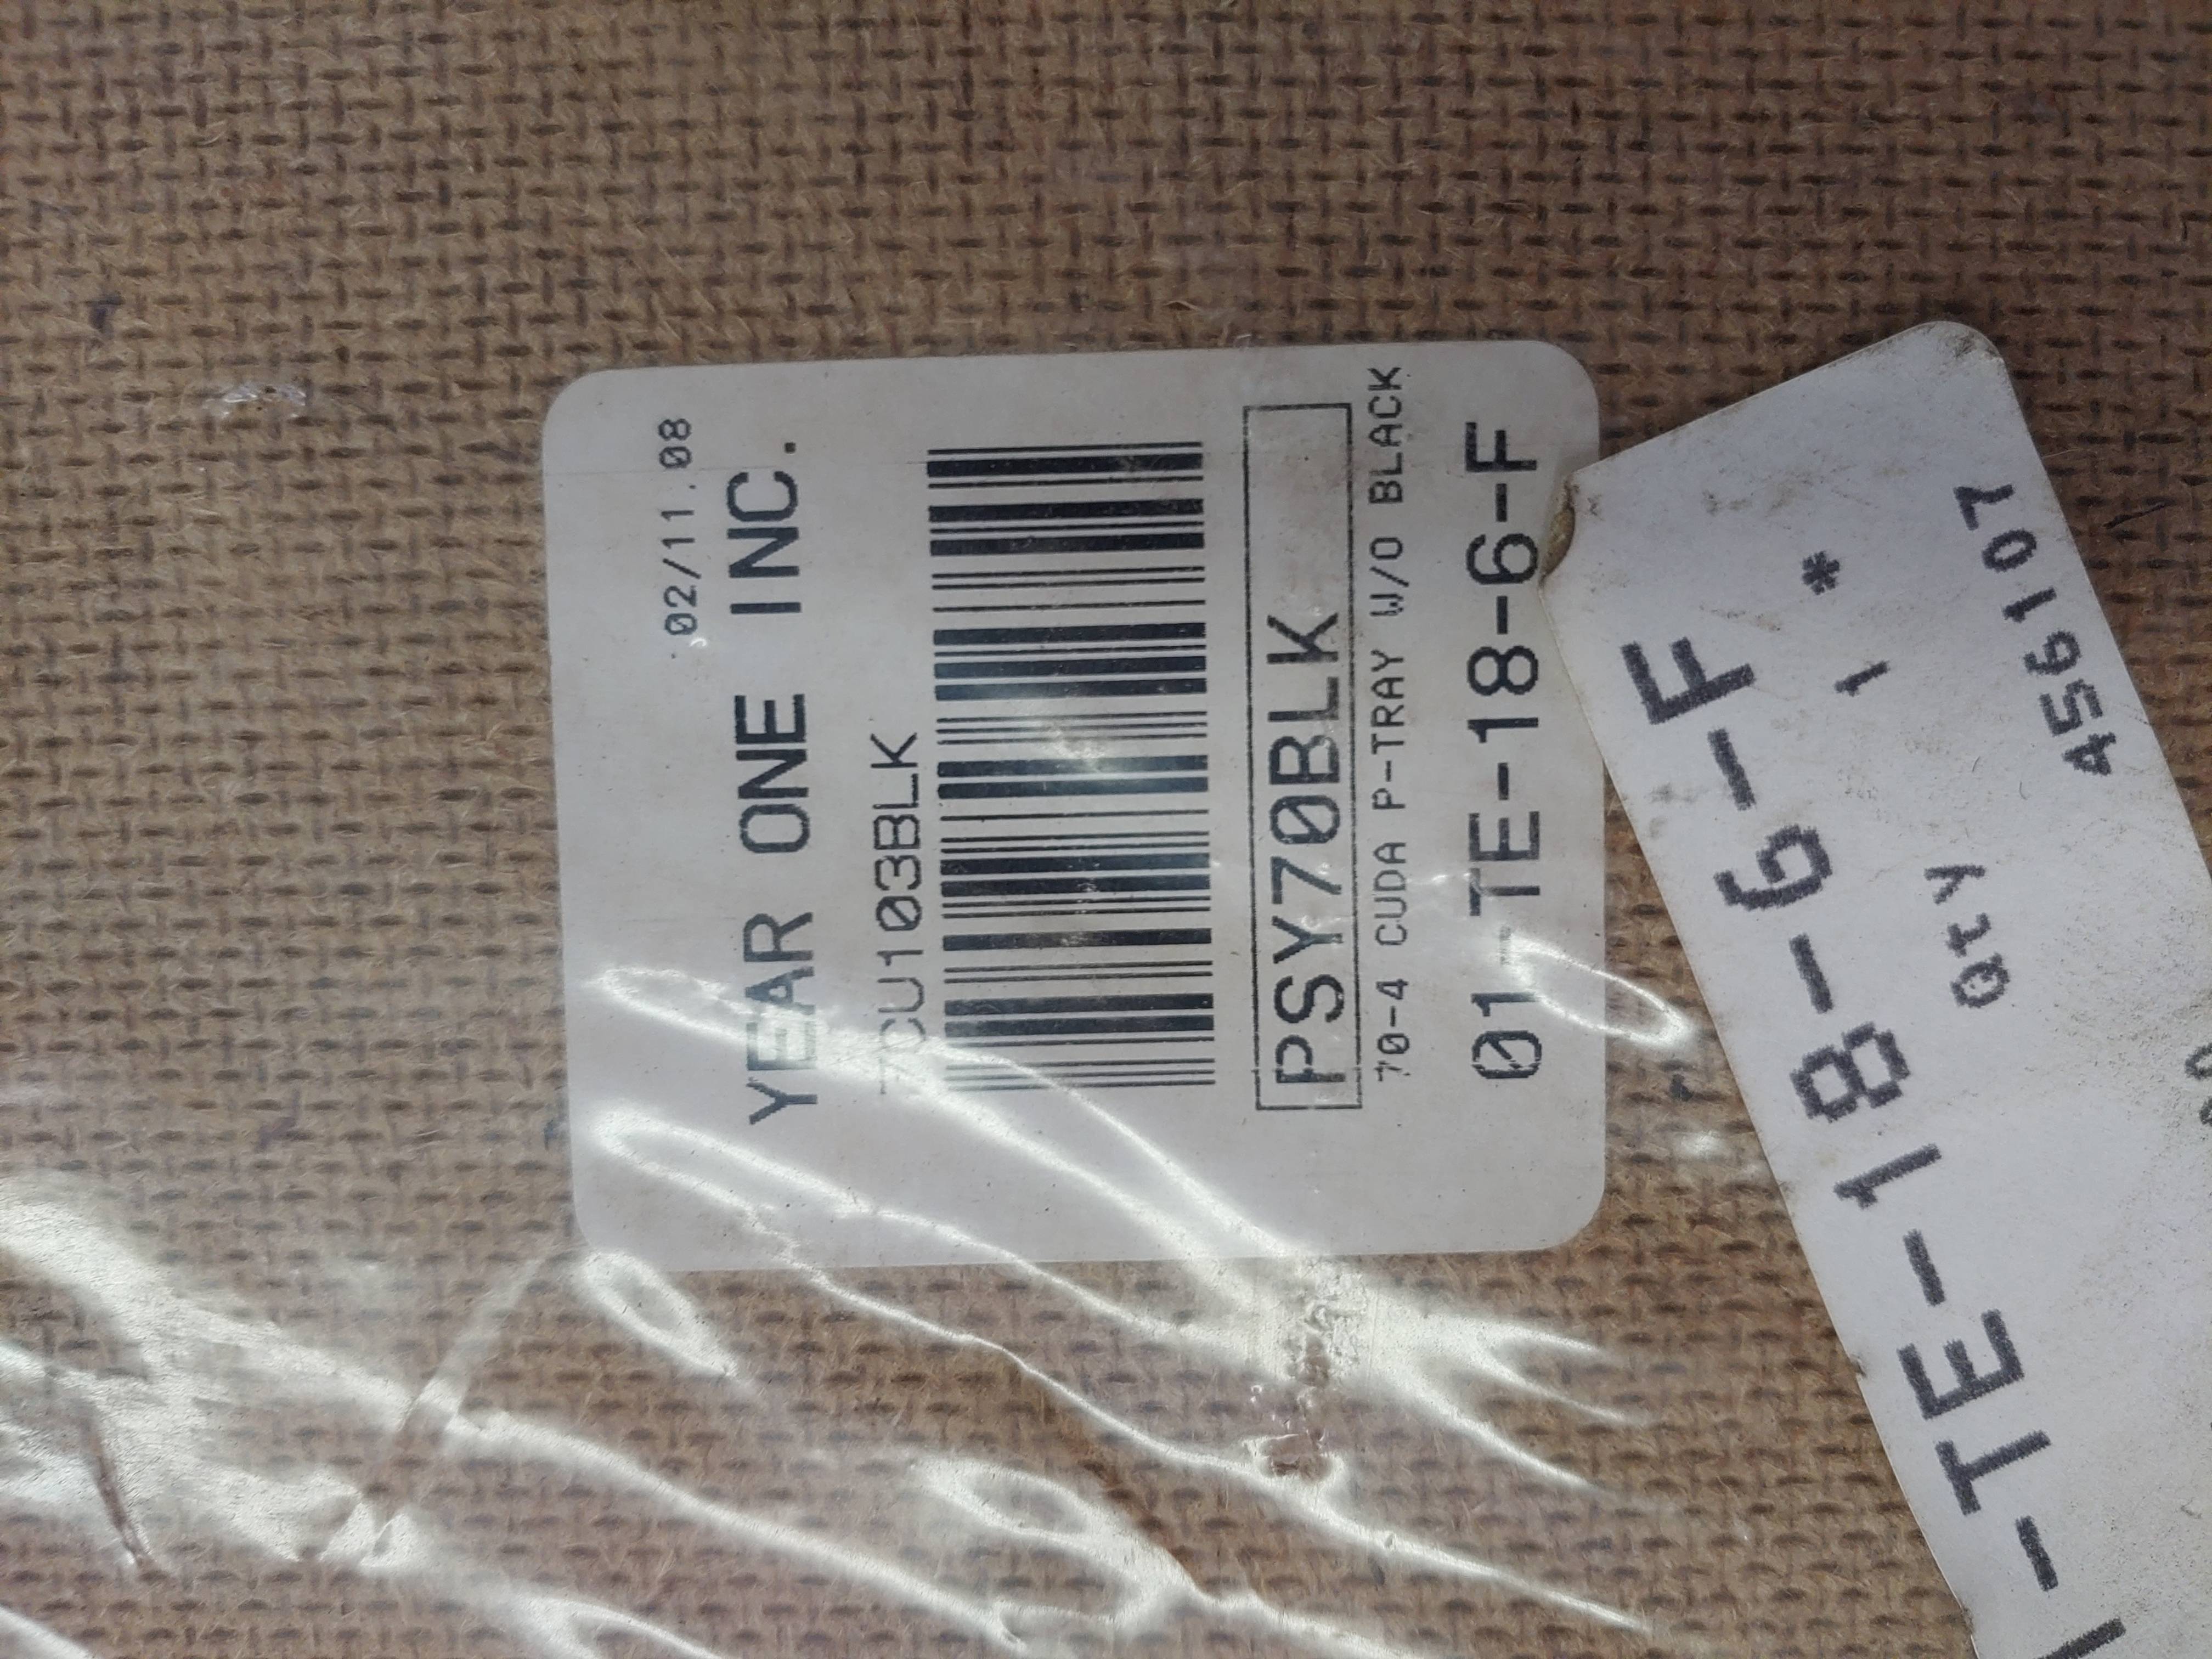 02/11.08
YEAR ONE INC.
7CU103BLK
PSY70BLK
70-4 CUDA P-TRAY W/O BLACK
01-TE-18-6-F
1-TE-18-6-F
Qty 1 *
456107